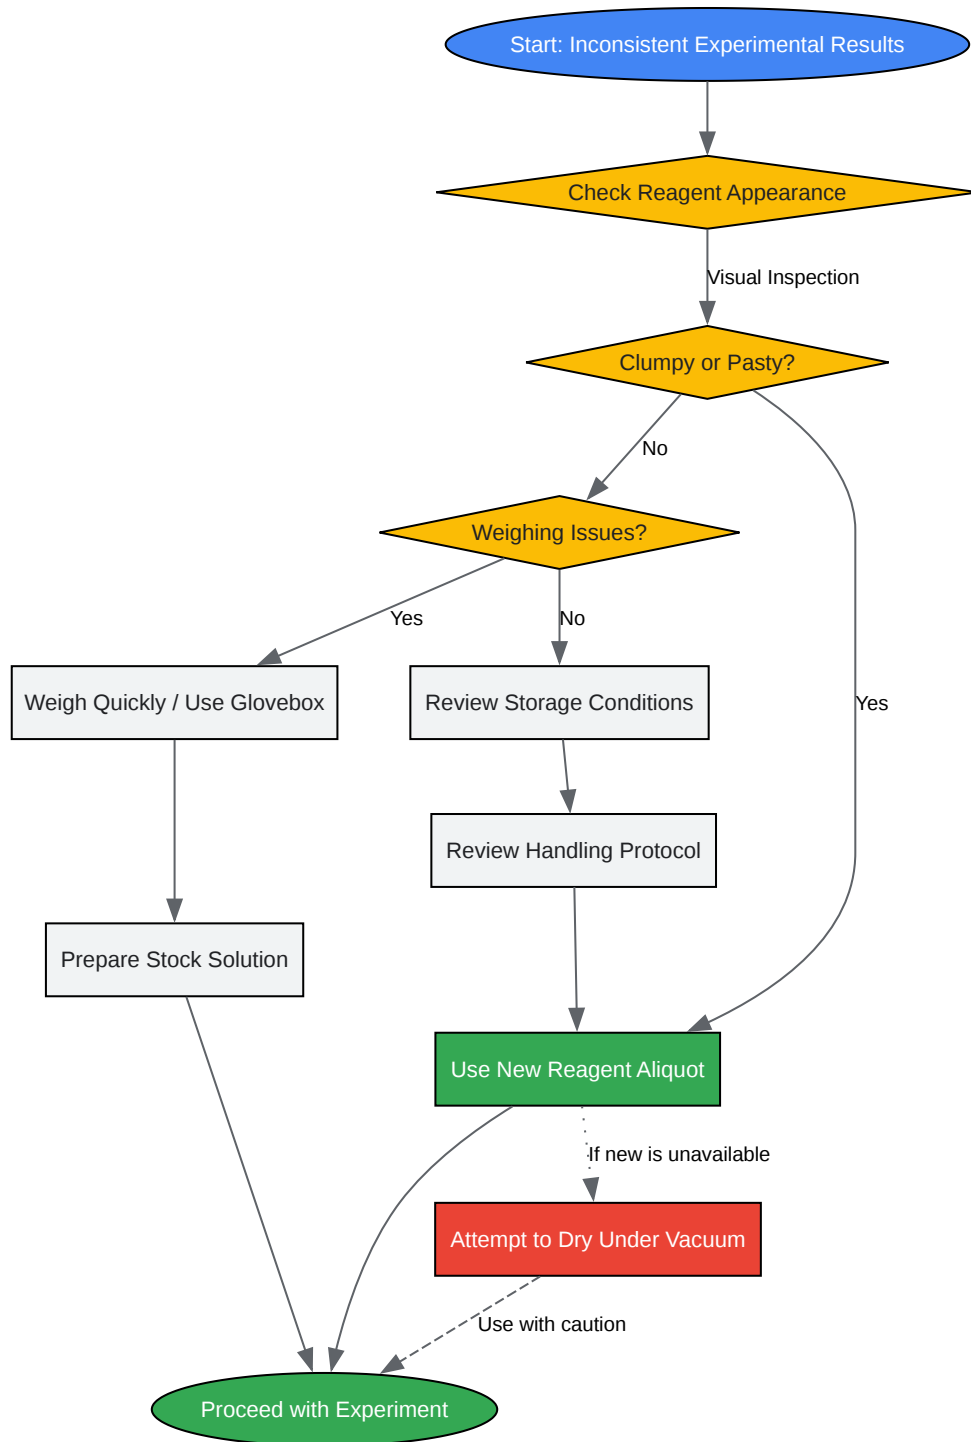 Start: Inconsistent Experimental Results
Check Reagent Appearance
Visual Inspection
Clumpy or Pasty?
No
Weighing Issues?
Yes
No
Weigh Quickly / Use Glovebox
Review Storage Conditions
Yes
Review Handling Protocol
Prepare Stock Solution
Use New Reagent Aliquot
If new is unavailable
Attempt to Dry Under Vacuum
Use with caution
Proceed with Experiment